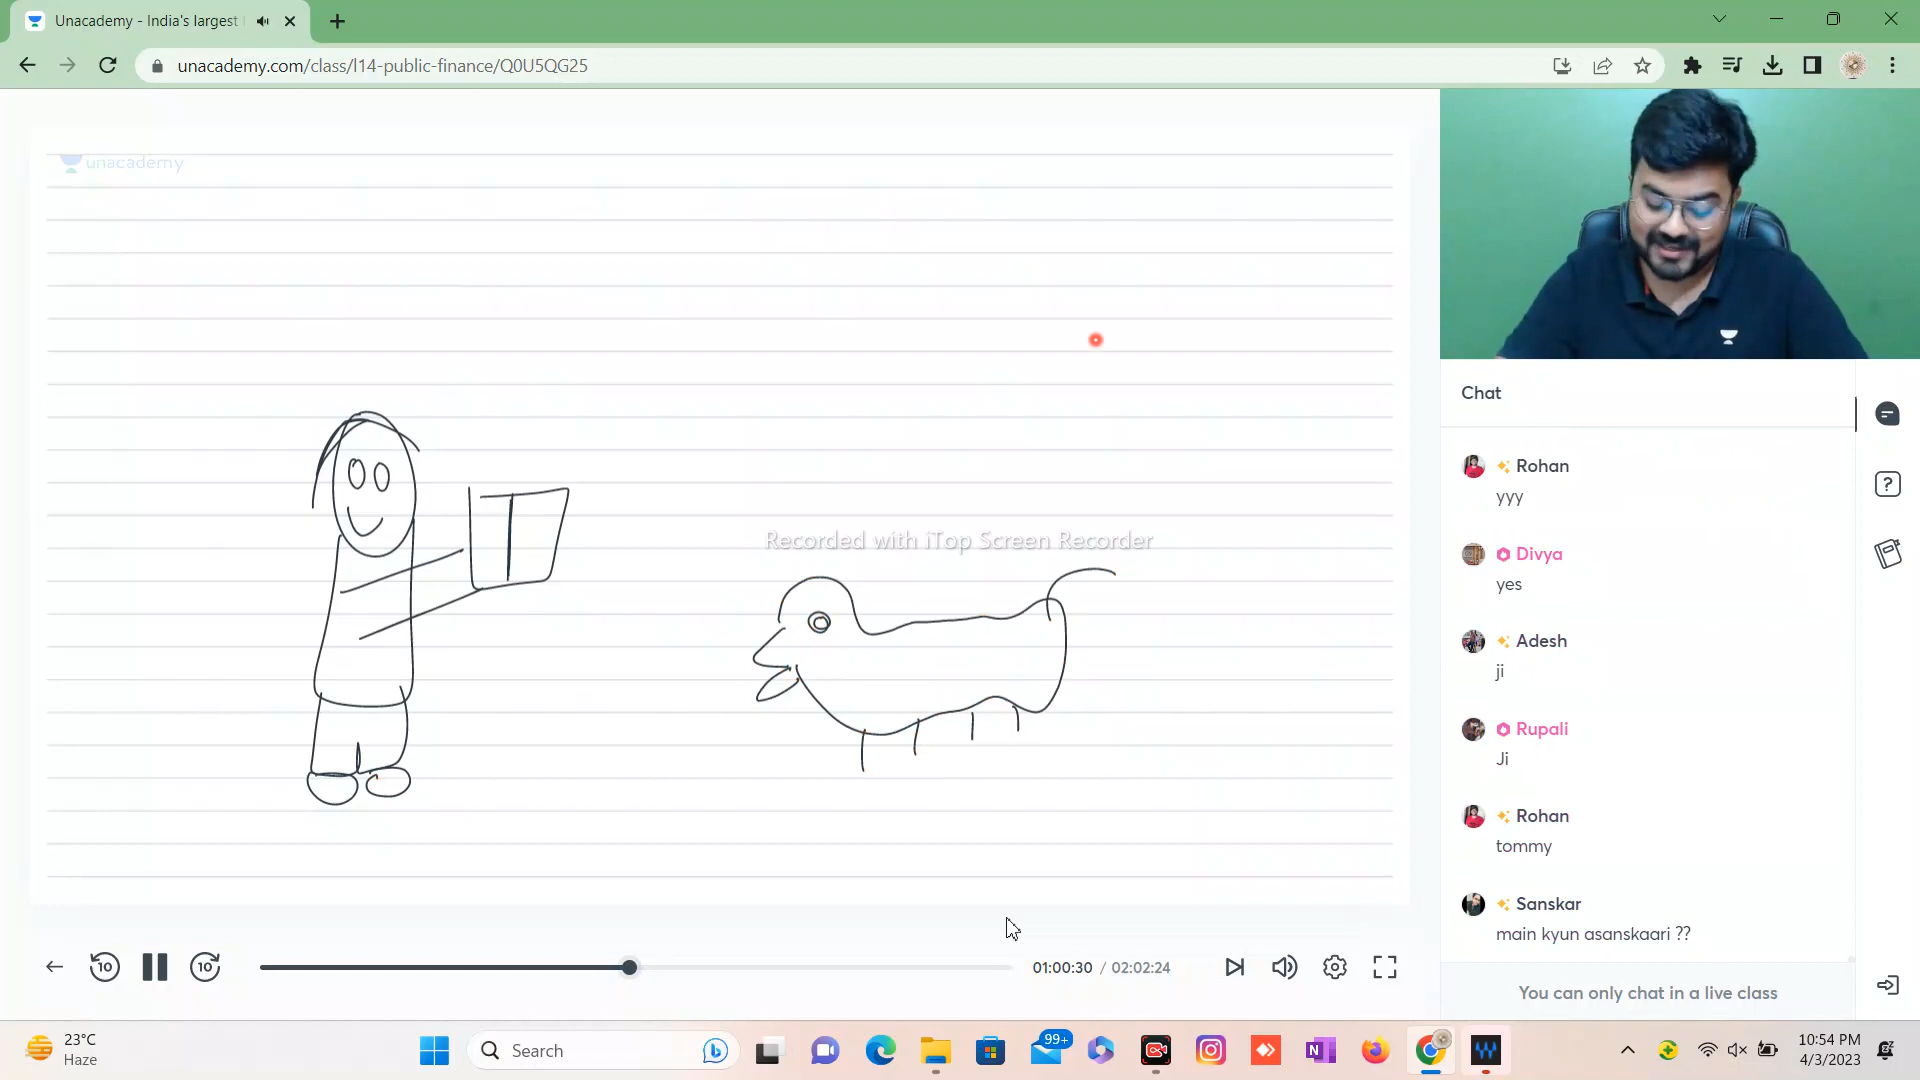 Unacademy - India's largest
unacademy.com/class/l14-public-finance/Q0U5QG25
unacademy
Recorded with iTop Screen Recorder
Chat
Rohan
yyy
Divya
yes
Adesh
ji
Rupali
Ji
Rohan
tommy
Sanskar
main kyun asanskaari ??
You can only chat in a live class
10
10
01:00:30 / 02:02:24
23°C
Haze
Search
99+
N
10:54 PM
4/3/2023